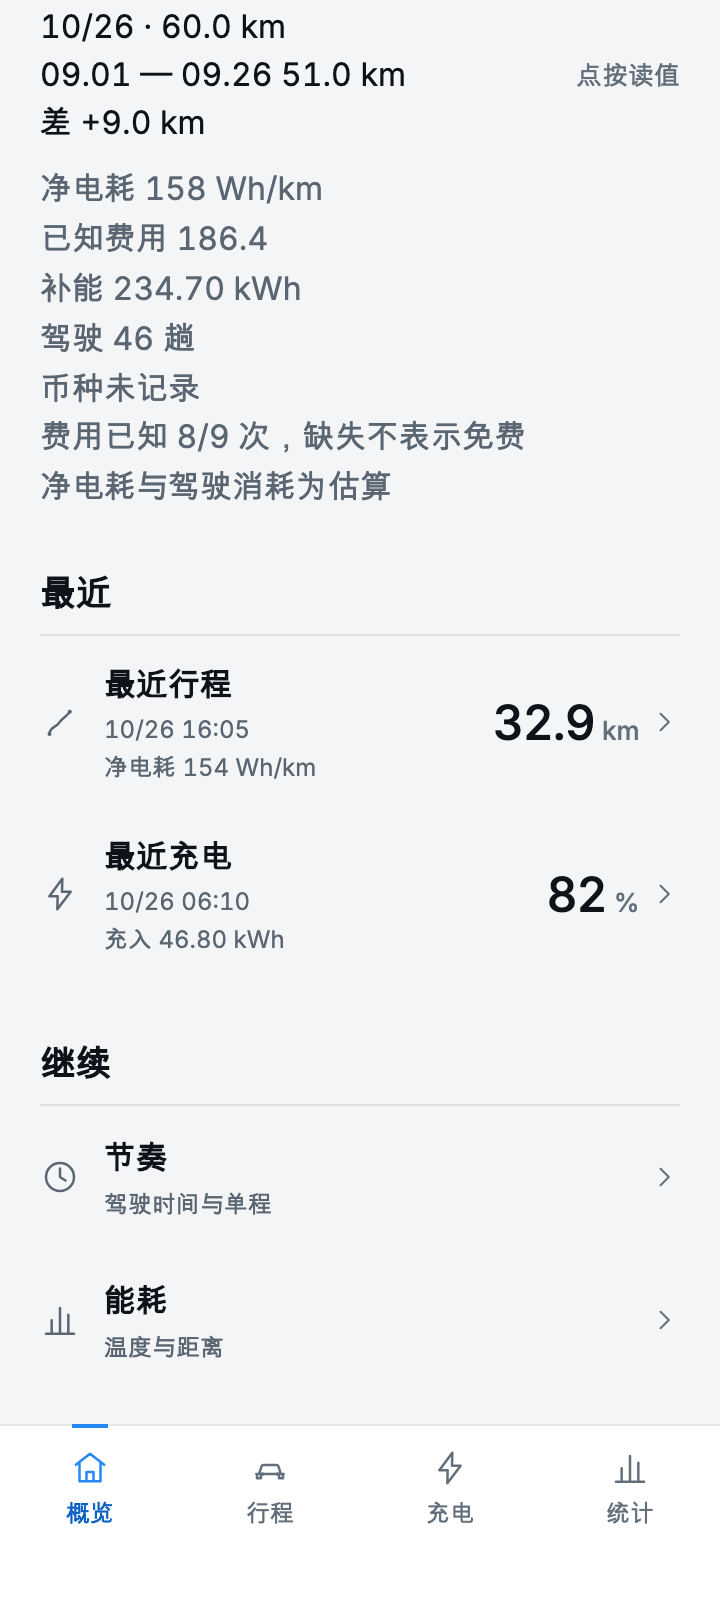 10/26 · 60.0 km
09.01 — 09.26 51.0 km
点按读值
差 +9.0 km
净电耗 158 Wh/km
已知费用 186.4
补能 234.70 kWh
驾驶 46 趟
币种未记录
费用已知 8/9 次，缺失不表示免费
净电耗与驾驶消耗为估算
最近
最近行程
10/26 16:05
净电耗 154 Wh/km
32.9 km
最近充电
10/26 06:10
充入 46.80 kWh
82 %
继续
节奏
驾驶时间与单程
能耗
温度与距离
概览
行程
充电
统计